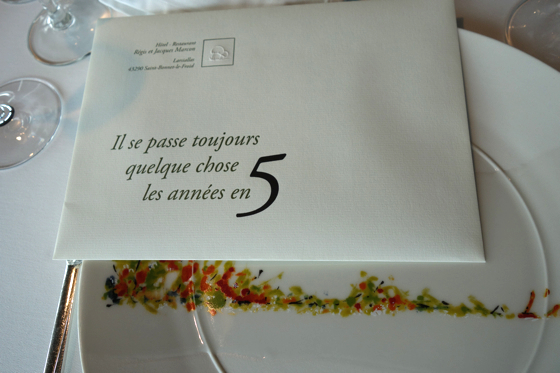 Hôtel - Restaurant
Régis et Jacques Marcon
Larsiallas
43290 Saint-Bonnet-le-Froid
Il se passe toujours
quelque chose
les années en 5